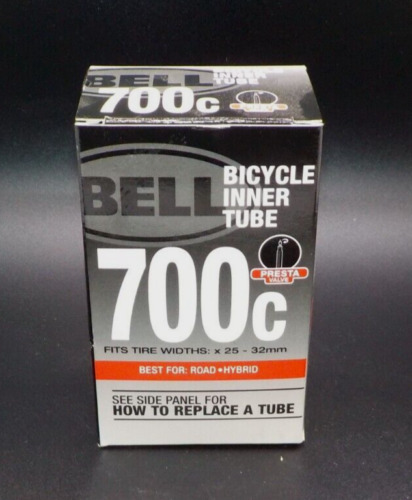 BELL
BICYCLE
INNER
TUBE
700c
BELL
BICYCLE
INNER
TUBE
700c
PRESTA
VALVE
FITS TIRE WIDTHS: x 25 - 32mm
BEST FOR: ROAD•HYBRID
SEE SIDE PANEL FOR
HOW TO REPLACE A TUBE